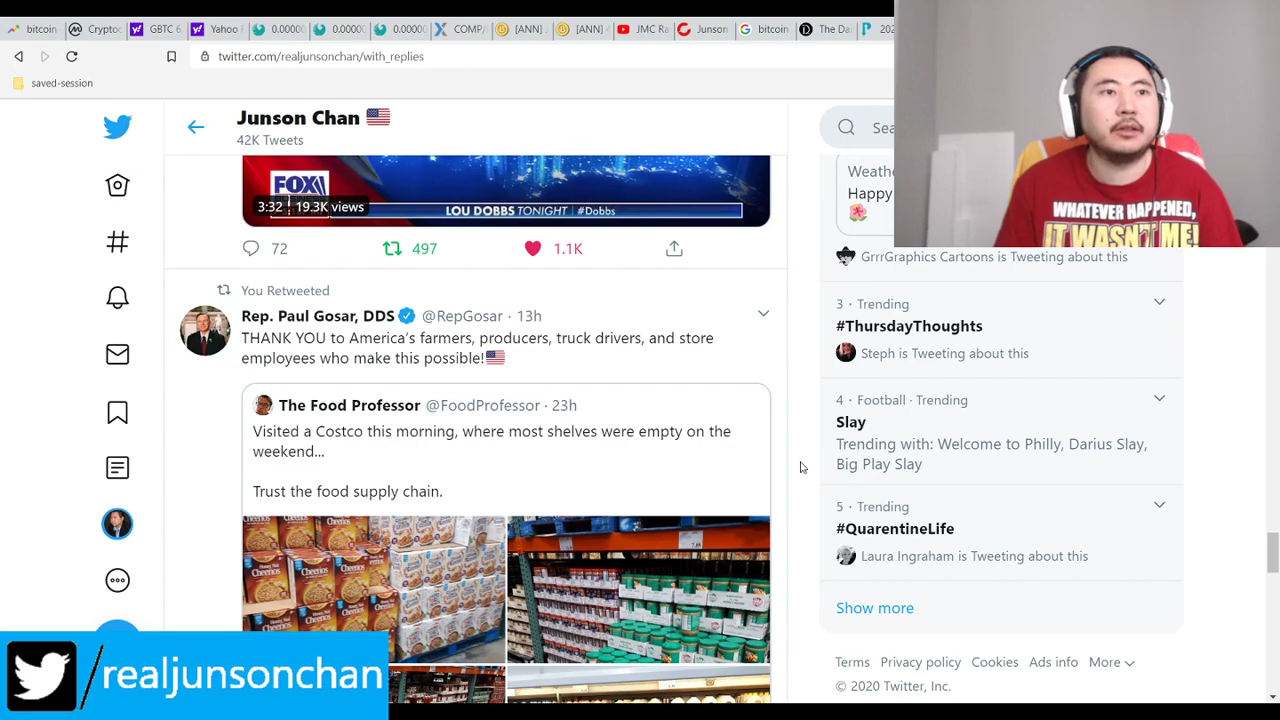 bitcoin
Crypto
GBTC 6
Yahoo F
0.0000
0.0000
0.0000
COMP/
[ANN]
[ANN]
JMC Ra
Junson
bitcoin
The Da
202
twitter.com/realjunsonchan/with_replies
saved-session
Junson Chan
42K Tweets
Sea
FOX
3:32 19.3K views
LOU DOBBS TONIGHT | #Dobbs
72 497 1.1K
You Retweeted
Rep. Paul Gosar, DDS @RepGosar · 13h
THANK YOU to America's farmers, producers, truck drivers, and store
employees who make this possible!
The Food Professor @FoodProfessor · 23h
Visited a Costco this morning, where most shelves were empty on the
weekend...
Trust the food supply chain.
Cheerios
Weathe
Happy
GrrrGraphics Cartoons is Tweeting about this
3 · Trending
#ThursdayThoughts
Steph is Tweeting about this
4 · Football · Trending
Slay
Trending with: Welcome to Philly, Darius Slay,
Big Play Slay
5 · Trending
#QuarentineLife
Laura Ingraham is Tweeting about this
Show more
Terms Privacy policy Cookies Ads info More
© 2020 Twitter, Inc.
WHATEVER HAPPENED,
IT WASN'T ME!
/realjunsonchan